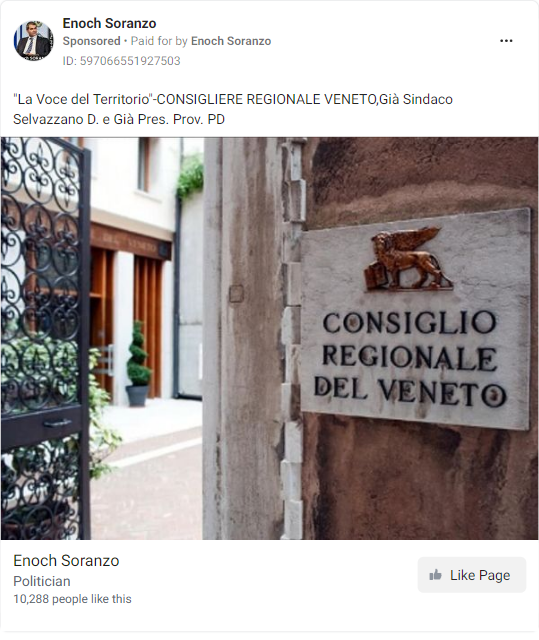 Enoch Soranzo
Sponsored • Paid for by Enoch Soranzo
ID: 597066551927503
"La Voce del Territorio"-CONSIGLIERE REGIONALE VENETO,Già Sindaco
Selvazzano D. e Già Pres. Prov. PD
CONSIGLIO
REGIONALE
DEL VENETO
Enoch Soranzo
Politician
10,288 people like this
Like Page